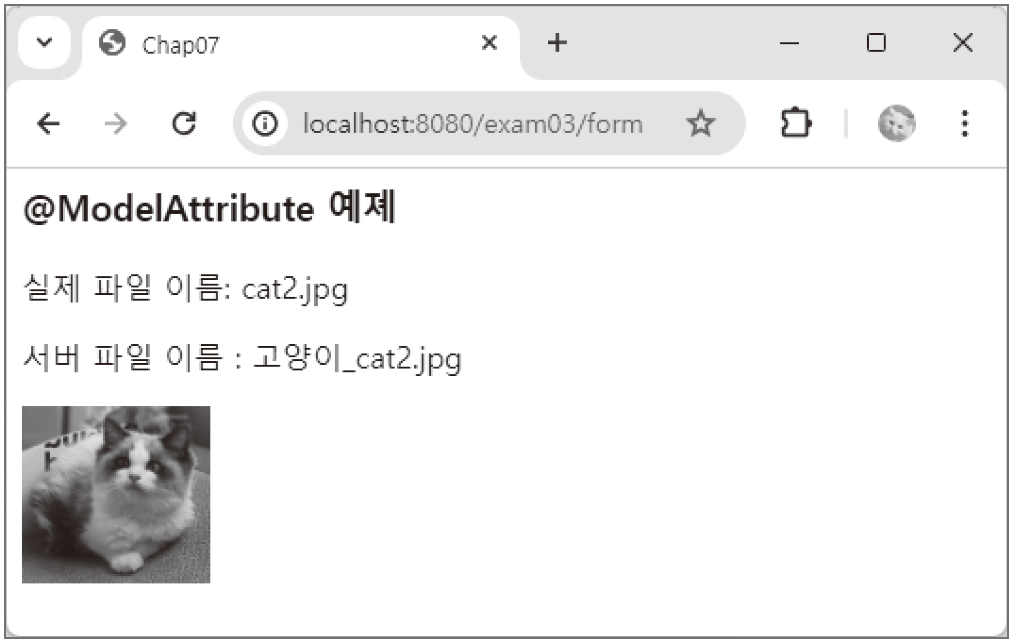 Chap07
localhost:8080/exam03/form
@ModelAttribute 예제
실제 파일 이름: cat2.jpg
서버 파일 이름 : 고양이_cat2.jpg